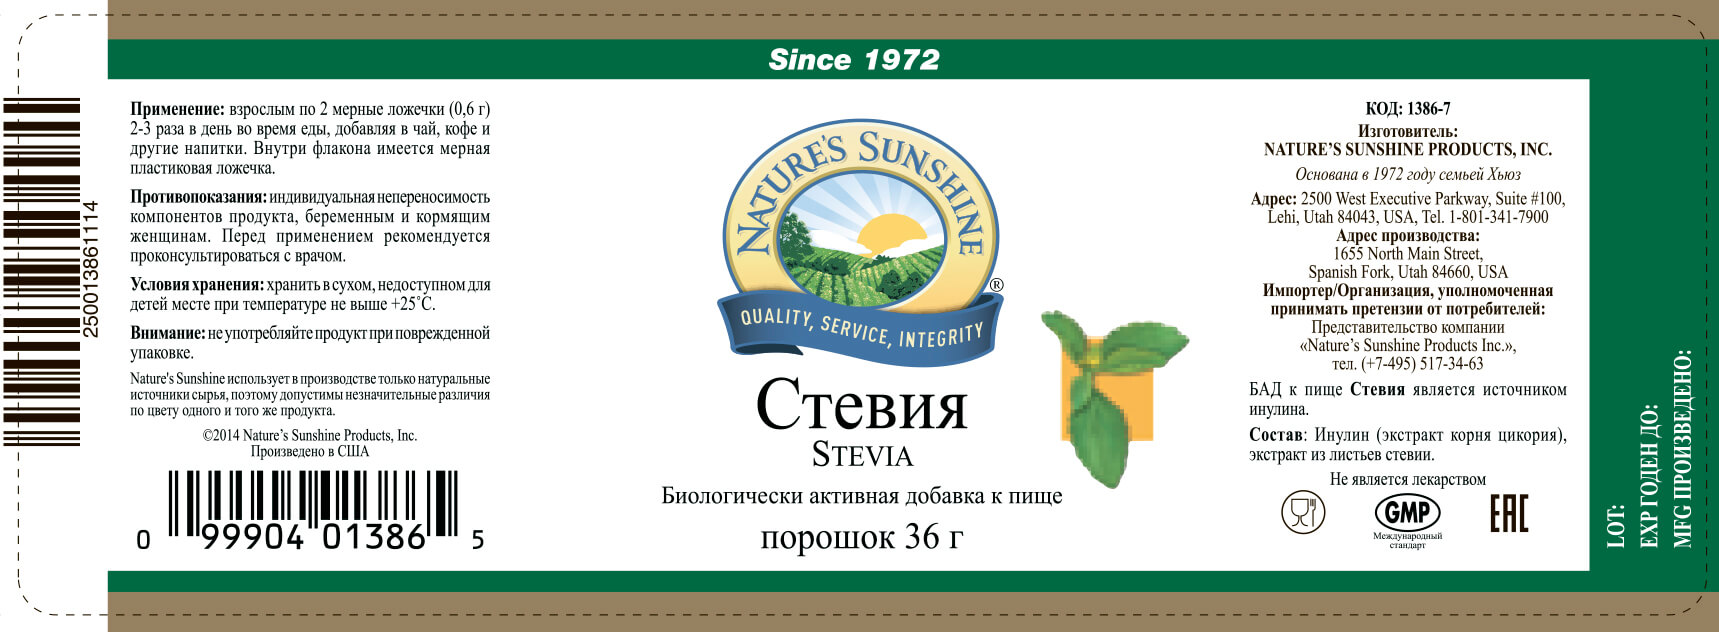 Since 1972
250013861114
Применение: взрослым по 2 мерные ложечки (0,6 г)
2-3 раза в день во время еды, добавляя в чай, кофе и
другие напитки. Внутри флакона имеется мерная
пластиковая ложечка.
Противопоказания: индивидуальная непереносимость
компонентов продукта, беременным и кормящим
женщинам. Перед применением рекомендуется
проконсультироваться с врачом.
Условия хранения: хранить в сухом, недоступном для
детей месте при температуре не выше +25˚С.
Внимание: не употребляйте продукт при поврежденной
упаковке.
Nature's Sunshine использует в производстве только натуральные
источники сырья, поэтому допустимы незначительные различия
по цвету одного и того же продукта.
©2014 Nature’s Sunshine Products, Inc.
Произведено в США
0 99904 01386 5
NATURE'S SUNSHINE
®
QUALITY, SERVICE, INTEGRITY
Стевия
STEVIA
Биологически активная добавка к пище
порошок 36 г
КОД: 1386-7
Изготовитель:
NATURE’S SUNSHINE PRODUCTS, INC.
Основана в 1972 году семьей Хьюз
Адрес: 2500 West Executive Parkway, Suite #100,
Lehi, Utah 84043, USA, Tel. 1-801-341-7900
Адрес производства:
1655 North Main Street,
Spanish Fork, Utah 84660, USA
Импортер/Организация, уполномоченная
принимать претензии от потребителей:
Представительство компании
«Nature’s Sunshine Products Inc.»,
тел. (+7-495) 517-34-63
БАД к пище Стевия является источником
инулина.
Состав: Инулин (экстракт корня цикория),
экстракт из листьев стевии.
Не является лекарством
GMP
Международный
стандарт
EAC
LOT:
EXP ГОДЕН ДО:
MFG ПРОИЗВЕДЕНО: